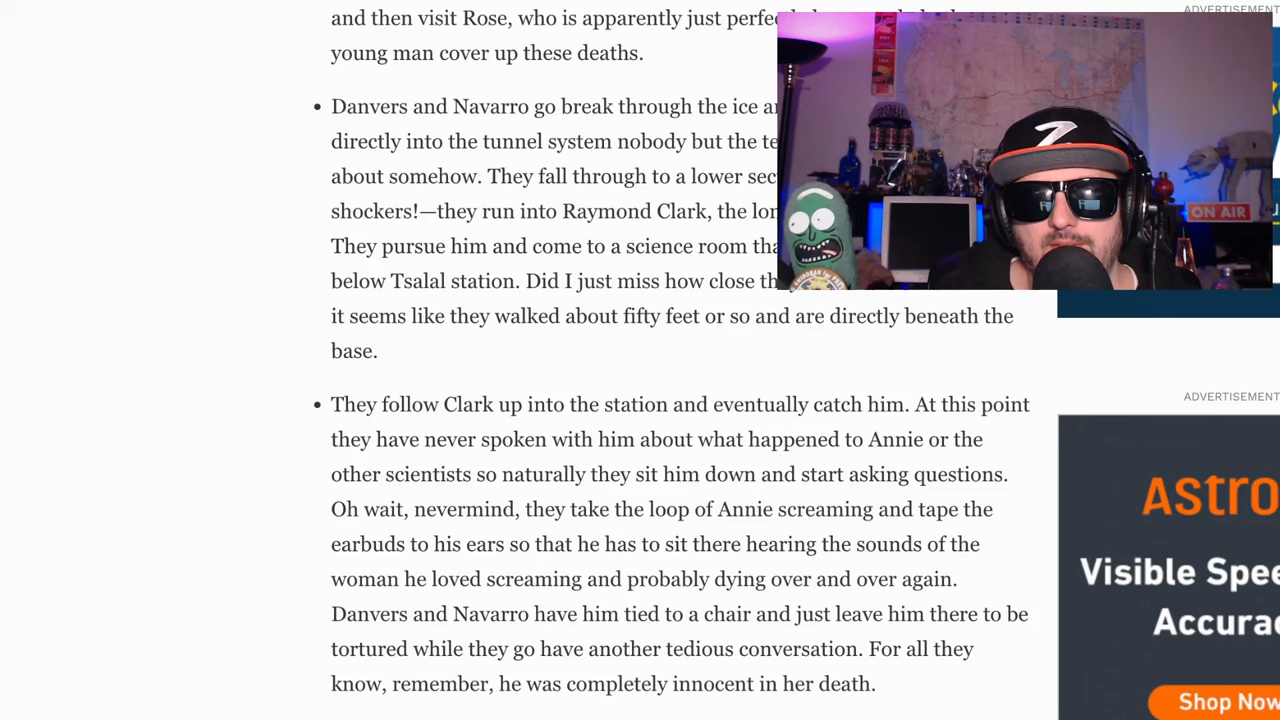 ADVERTISEMENT
and then visit Rose, who is apparently just
young man cover up these deaths.
• Danvers and Navarro go break through the ice
directly into the tunnel system nobody but the
about somehow. They fall through to a lower
shockers!—they run into Raymond Clark, the
They pursue him and come to a science room
below Tsalal station. Did I just miss how close
it seems like they walked about fifty feet or so and are directly beneath the
base.
ON AIR
ADVERTISEMENT
• They follow Clark up into the station and eventually catch him. At this point
they have never spoken with him about what happened to Annie or the
other scientists so naturally they sit him down and start asking questions.
Oh wait, nevermind, they take the loop of Annie screaming and tape the
earbuds to his ears so that he has to sit there hearing the sounds of the
woman he loved screaming and probably dying over and over again.
Danvers and Navarro have him tied to a chair and just leave him there to be
tortured while they go have another tedious conversation. For all they
know, remember, he was completely innocent in her death.
Astro
Visible Spee
Accurac
Shop Now